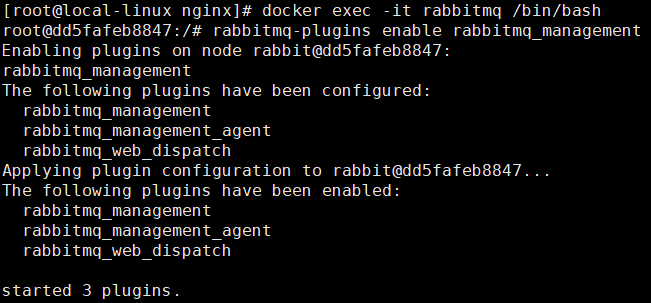 [root@local-linux nginx]# docker exec -it rabbitmq /bin/bash
root@dd5fafeb8847:/# rabbitmq-plugins enable rabbitmq_management
Enabling plugins on node rabbit@dd5fafeb8847:
rabbitmq_management
The following plugins have been configured:
  rabbitmq_management
  rabbitmq_management_agent
  rabbitmq_web_dispatch
Applying plugin configuration to rabbit@dd5fafeb8847...
The following plugins have been enabled:
  rabbitmq_management
  rabbitmq_management_agent
  rabbitmq_web_dispatch

started 3 plugins.